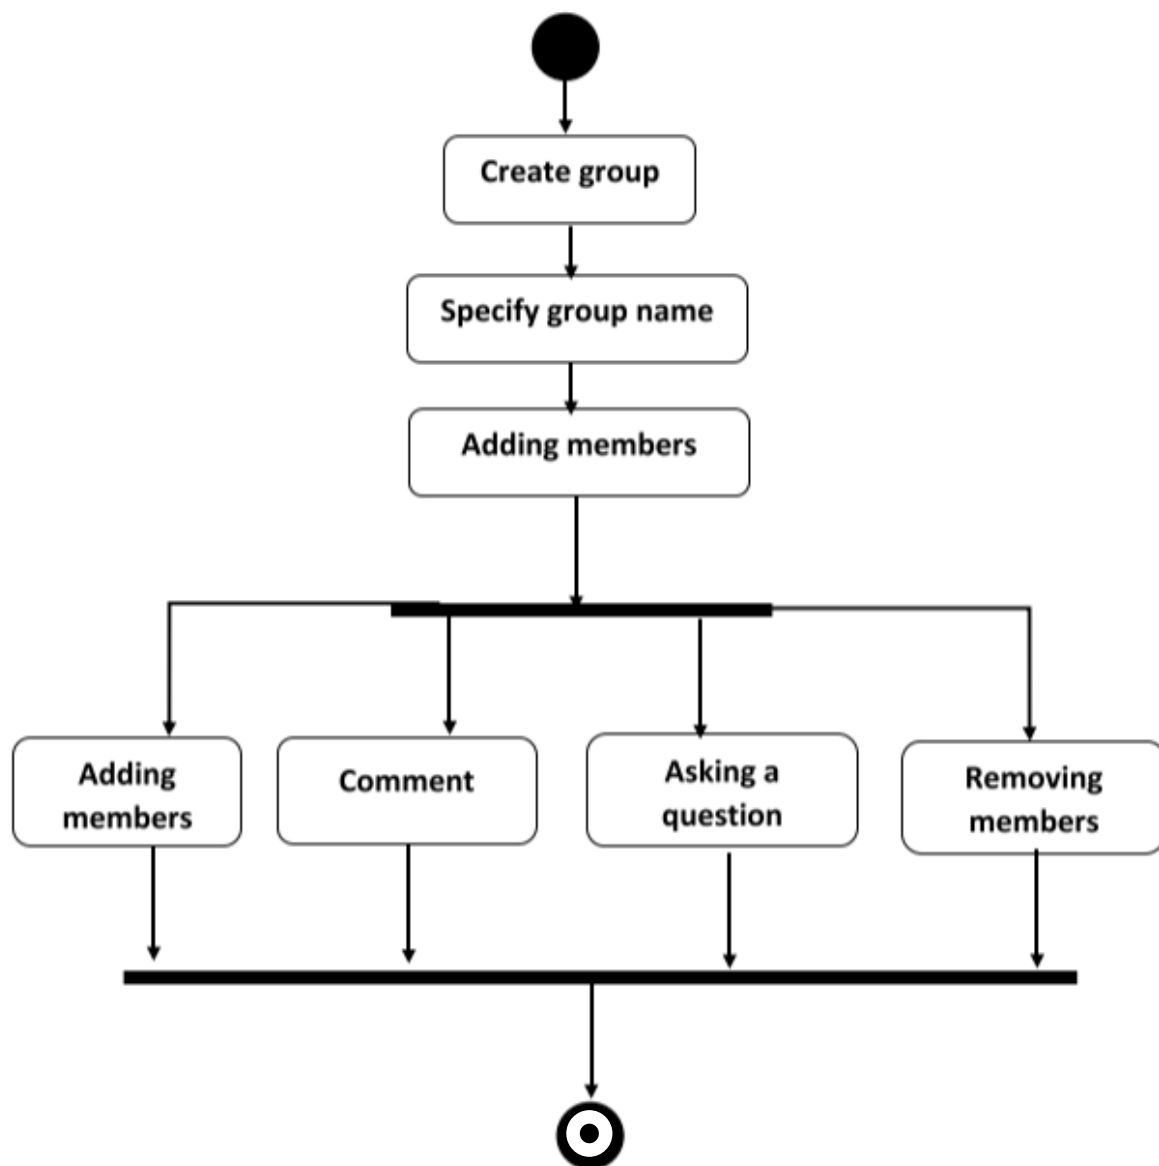 Create group
Specify group name
Adding members
Adding
members
Comment
Asking a
question
Removing
members